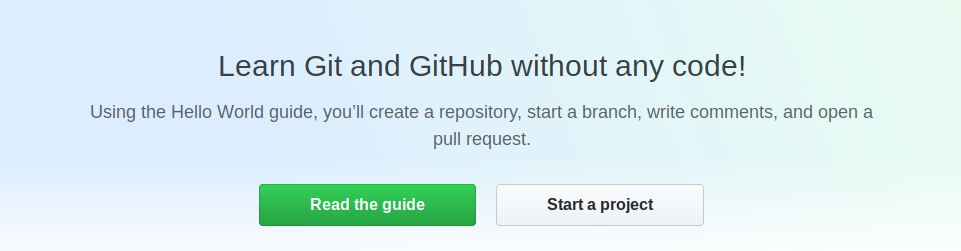 Learn Git and GitHub without any code!
Using the Hello World guide, you’ll create a repository, start a branch, write comments, and open a
pull request.
Read the guide
Start a project